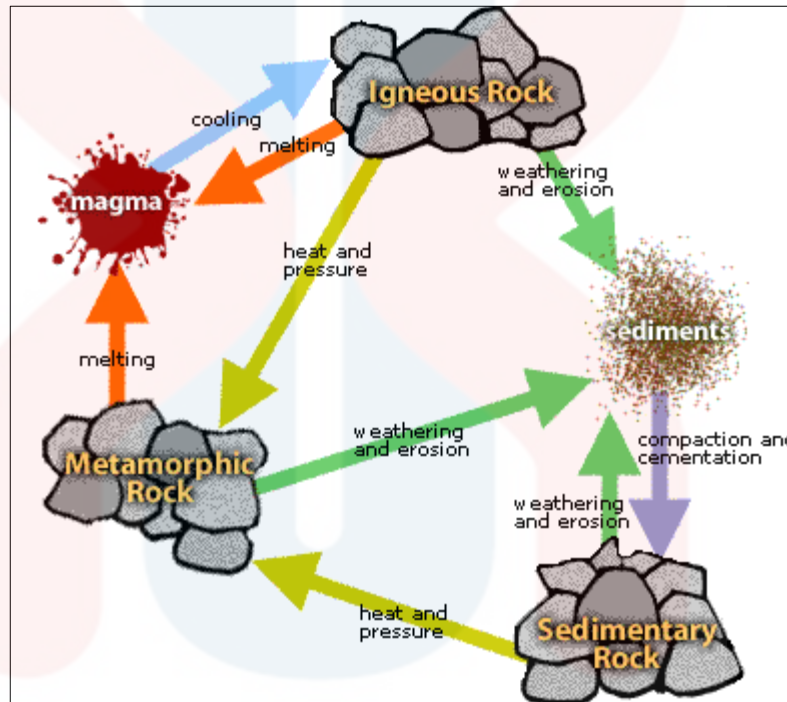 Igneous Rock
cooling
melting
magma
weathering
and erosion
heat and
pressure
sediments
melting
weathering
and erosion
compaction and
cementation
Metamorphic
Rock
weathering
and erosion
heat and
pressure
Sedimentary
Rock